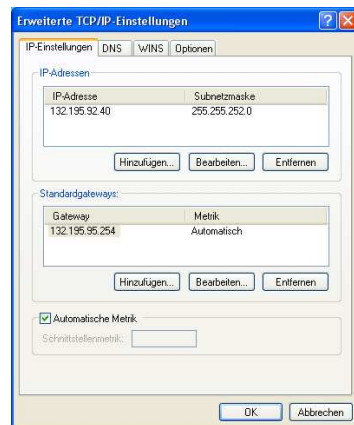 Erweiterte TCP/IP-Einstellungen
IP-Einstellungen DNS WINS Optionen
IP-Adressen
IP-Adresse Subnetzmaske
132.195.92.40 255.255.252.0
Hinzufügen... Bearbeiten... Entfernen
Standardgateways:
Gateway Metrik
132.195.95.254 Automatisch
Hinzufügen... Bearbeiten... Entfernen
Automatische Metrik
Schnittstellenmetrik:
OK Abbrechen